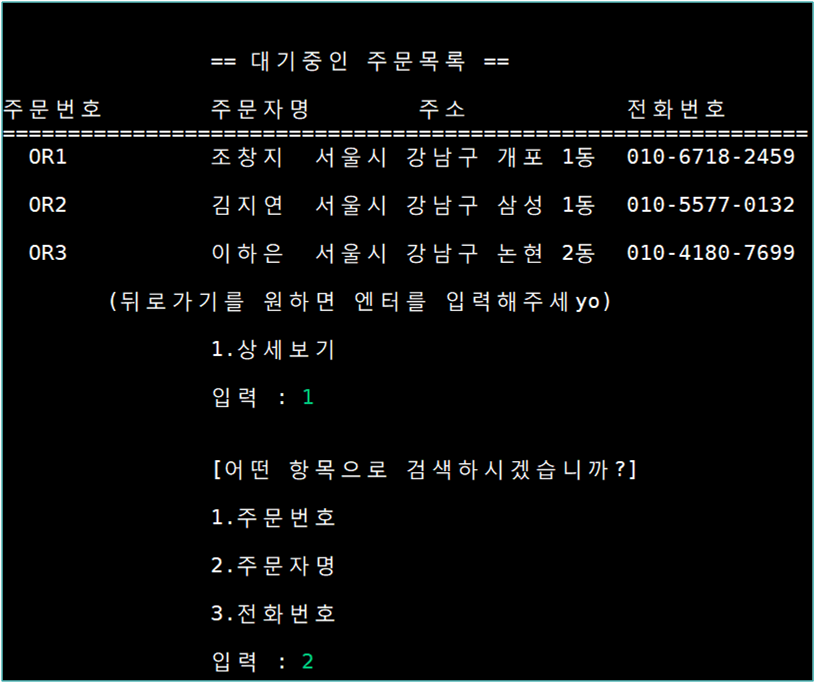 == 대기중인 주문목록 ==
주문번호 주문자명 주소 전화번호
==============================================================
OR1 조창지 서울시 강남구 개포 1동 010-6718-2459
OR2 김지연 서울시 강남구 삼성 1동 010-5577-0132
OR3 이하은 서울시 강남구 논현 2동 010-4180-7699
(뒤로가기를 원하면 엔터를 입력해주세yo)
1.상세보기
입력 : 1
[어떤 항목으로 검색하시겠습니까?]
1.주문번호
2.주문자명
3.전화번호
입력 : 2